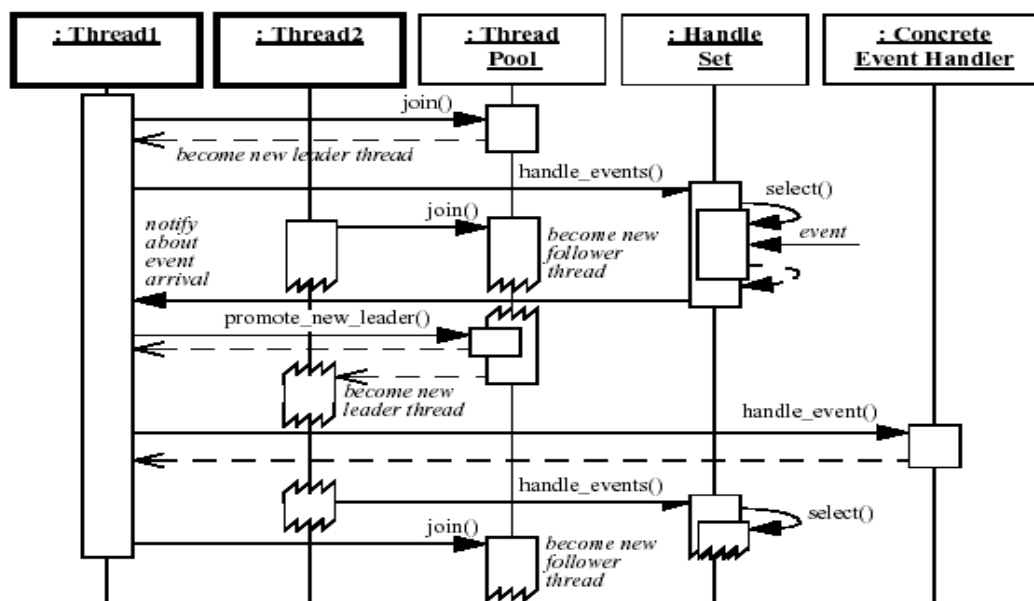 : Thread1
: Thread2
: Thread
Pool
: Handle
Set
: Concrete
Event Handler
join()
become new leader thread
handle_events()
select()
notify
about
event
arrival
join()
become new
follower
thread
event
promote_new_leader()
become new
leader thread
handle_event()
handle_events()
select()
join()
become new
follower
thread